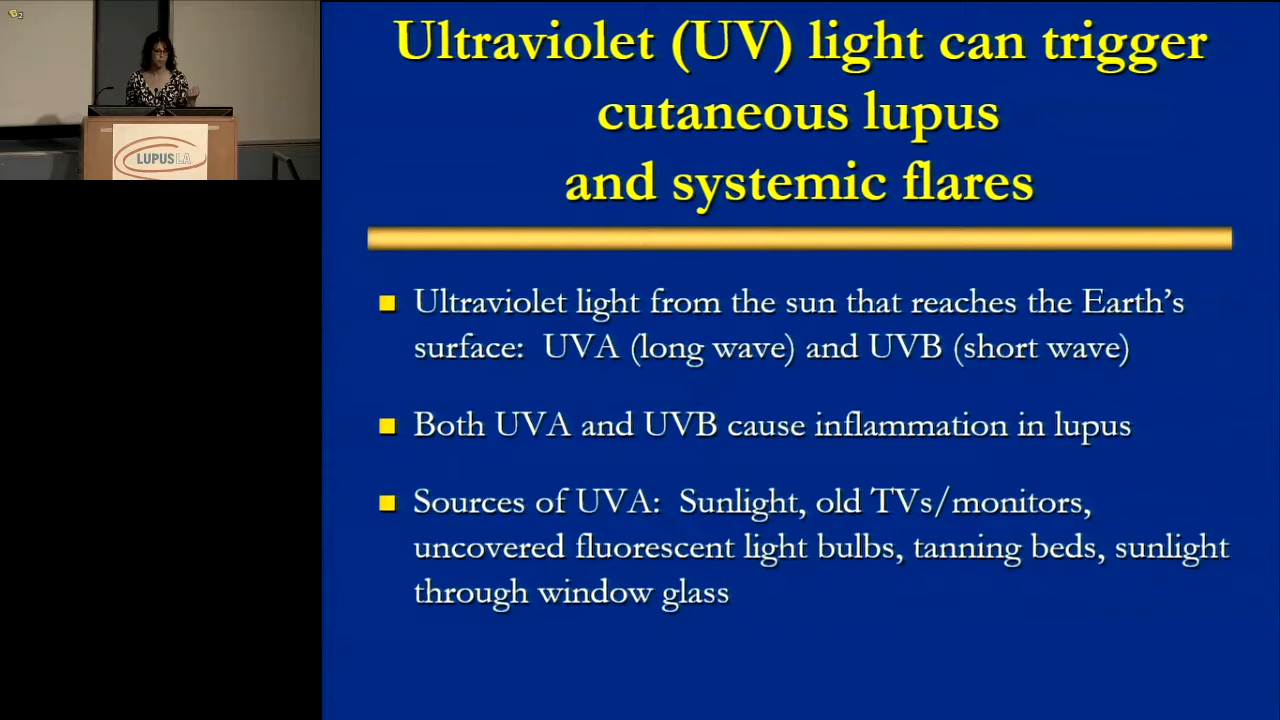 Ultraviolet (UV) light can trigger
cutaneous lupus
and systemic flares
LUPUS LA
Ultraviolet light from the sun that reaches the Earth's
surface: UVA (long wave) and UVB (short wave)
Both UVA and UVB cause inflammation in lupus
Sources of UVA: Sunlight, old TVs/monitors,
uncovered fluorescent light bulbs, tanning beds, sunlight
through window glass